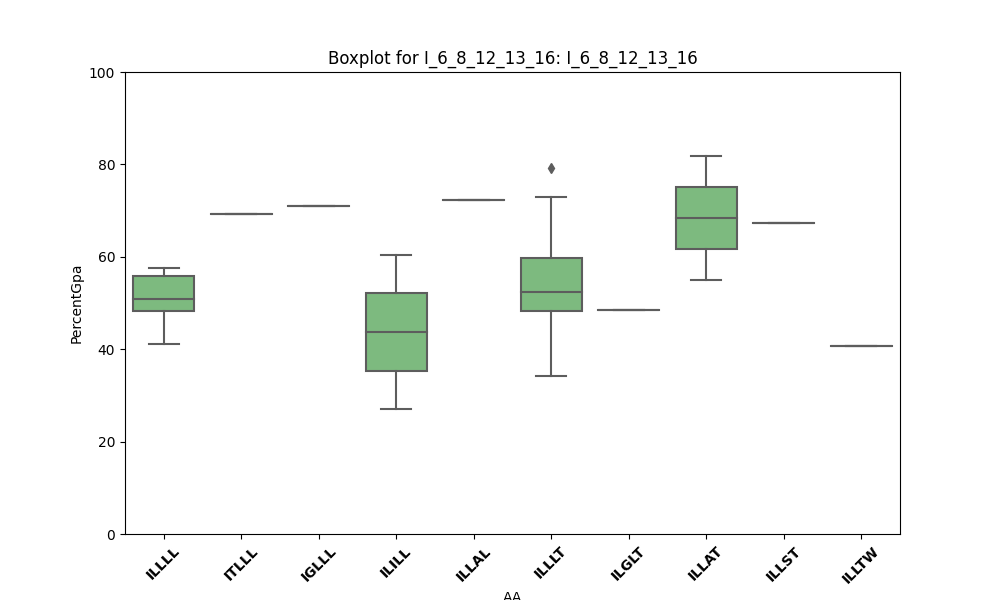 Boxplot for I_6_8_12_13_16: I_6_8_12_13_16
100
80
60
40
20
0
PercentGpa
ILLLL
ITLLL
IGLLL
ILILL
ILLAL
ILLLT
ILGLT
ILLAT
ILLST
ILLTW
AA